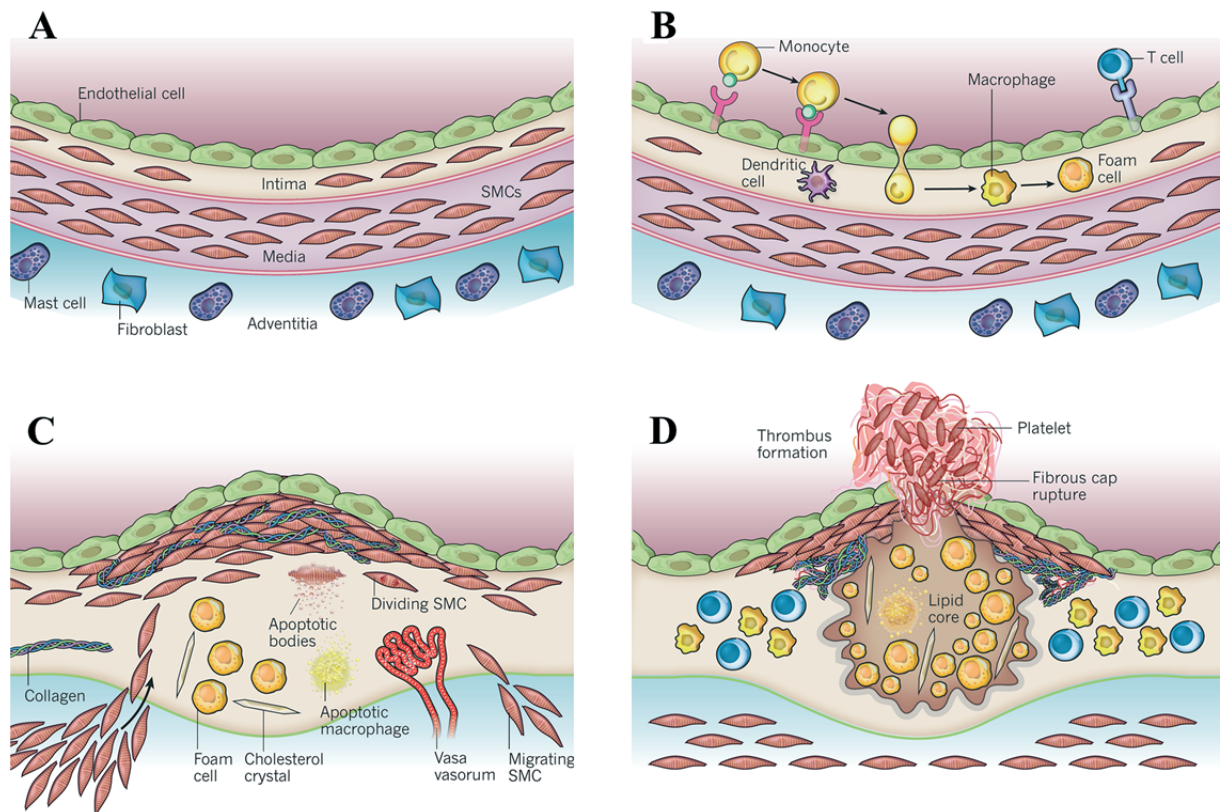 A
Endothelial cell
Intima
SMCs
Media
Mast cell
Fibroblast
Adventitia
B
Monocyte
T cell
Macrophage
Dendritic
cell
Foam
cell
C
Dividing SMC
Apoptotic
bodies
Collagen
Apoptotic
macrophage
Foam
cell
Cholesterol
crystal
Vasa
vasorum
Migrating
SMC
D
Thrombus
formation
Platelet
Fibrous cap
rupture
Lipid
core